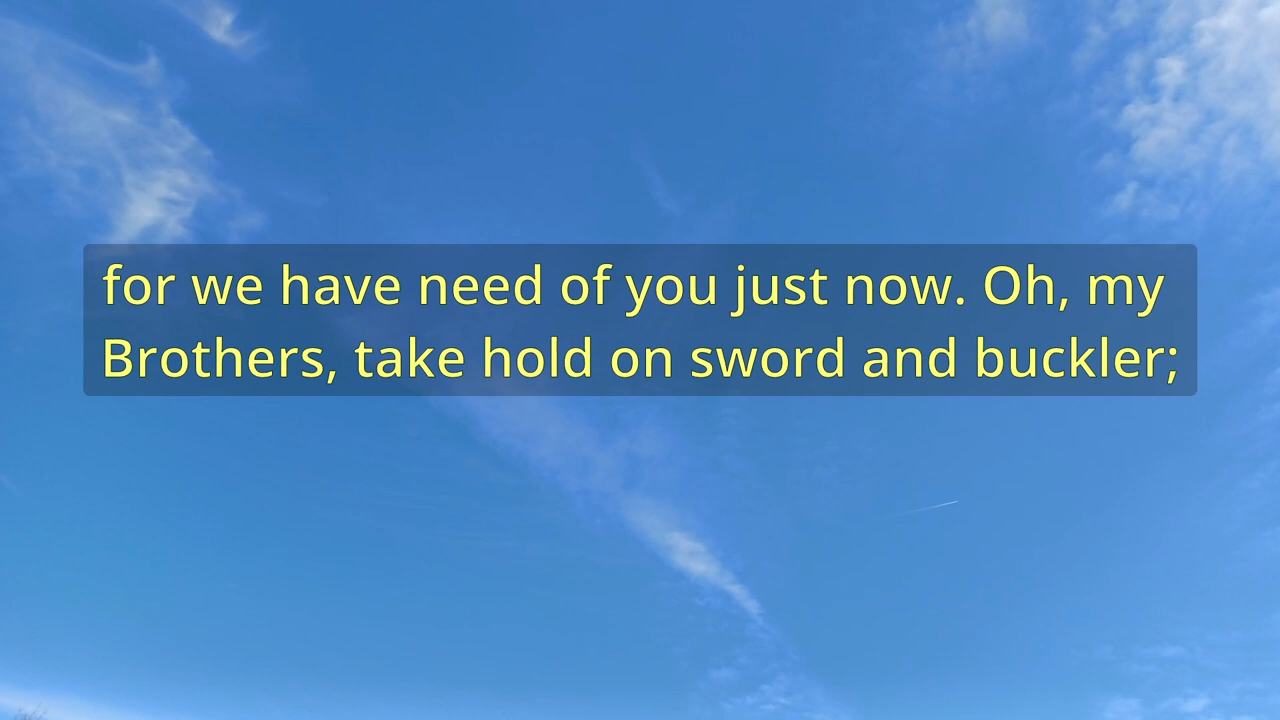 for we have need of you just now. Oh, my
Brothers, take hold on sword and buckler;